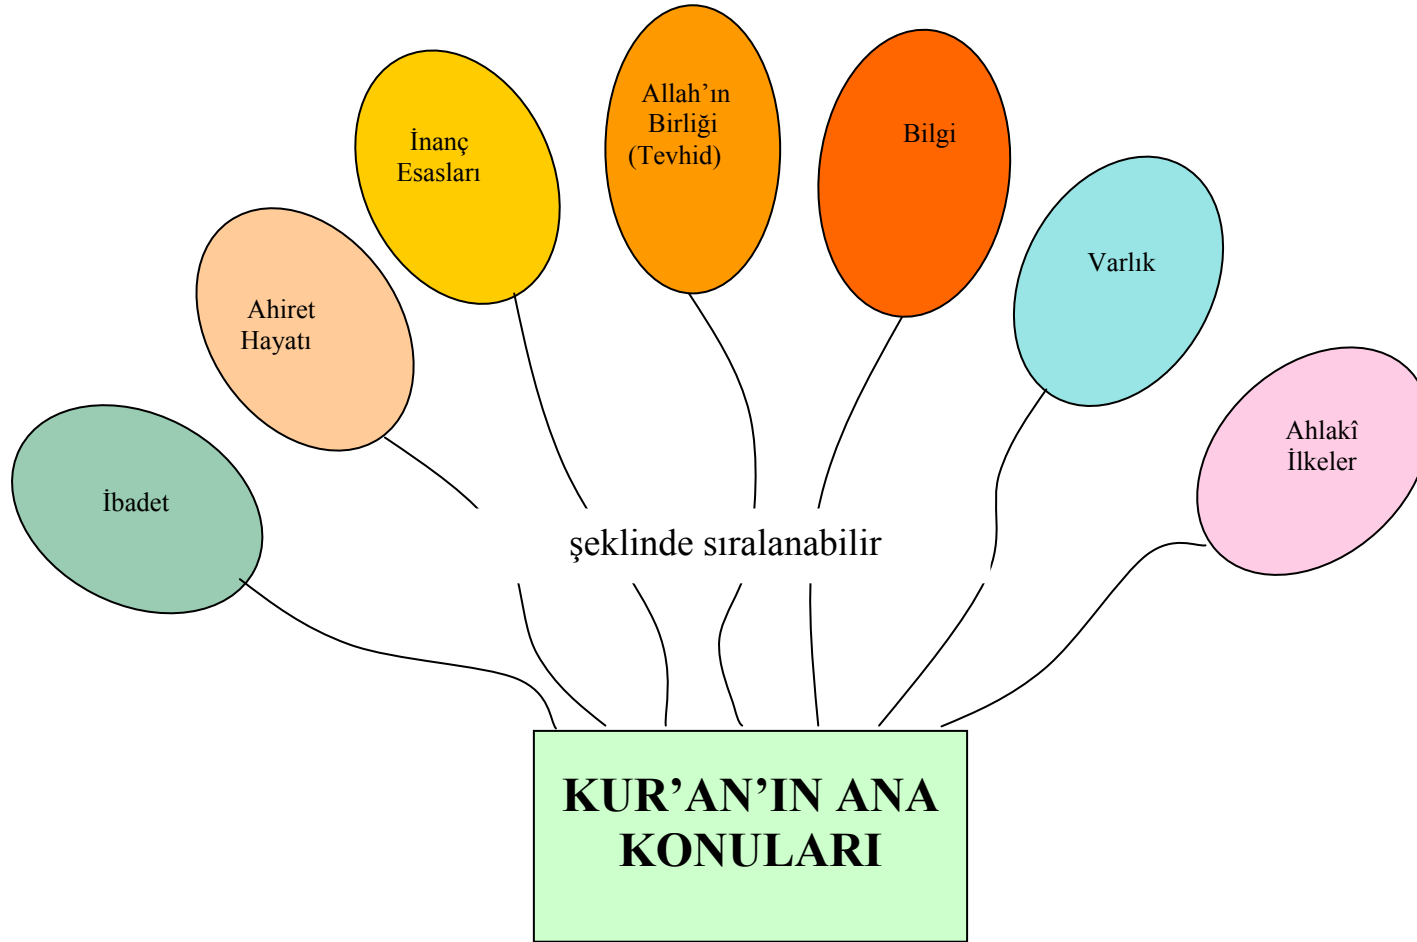 Allah’ın
Birliği
(Tevhid)
İnanç
Esasları
Bilgi
Varlık
Ahiret
Hayatı
Ahlakî
İlkeler
İbadet
şeklinde sıralanabilir
KUR’AN’IN ANA
KONULARI